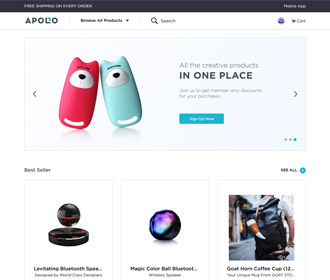 FREE SHIPPING ON EVERY ORDER
Mobile App
APOLLO
Browse All Products
Search
Cart
All the creative products
IN ONE PLACE
Join us to get member only discounts
for your purchases.
Sign Up Now
Best Seller
SEE ALL
Levitating Bluetooth Spea...
Designed by World Class Designers
Magic Color Ball Bluetoot...
Wireless Speaker
Goat Horn Coffee Cup (12...
Your Unique Mug From GOAT STO...